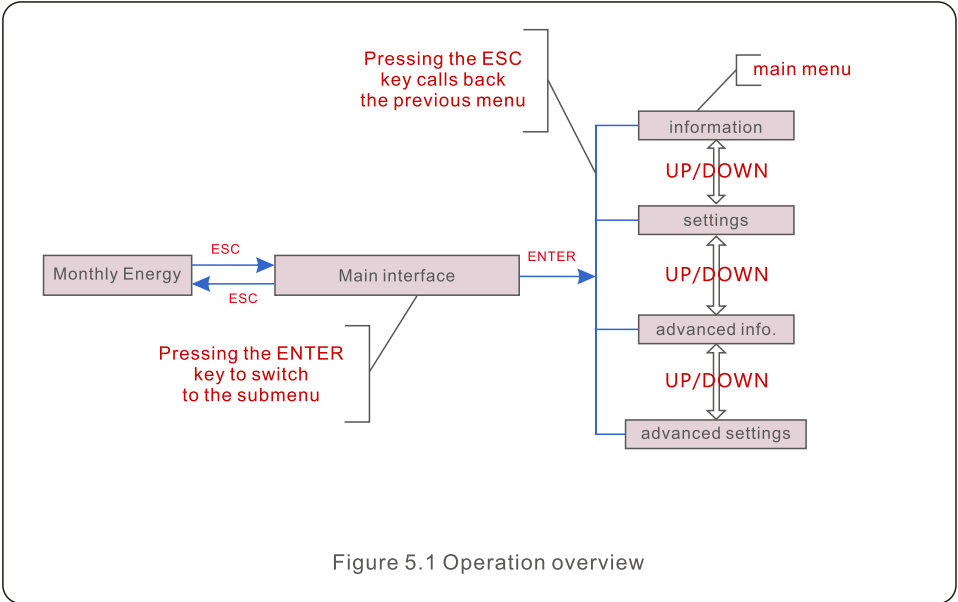 Pressing the ESC
key calls back
the previous menu
main menu
information
UP/DOWN
settings
UP/DOWN
advanced info.
UP/DOWN
advanced settings
Monthly Energy
ESC
ESC
Main interface
ENTER
Pressing the ENTER
key to switch
to the submenu
Figure 5.1 Operation overview